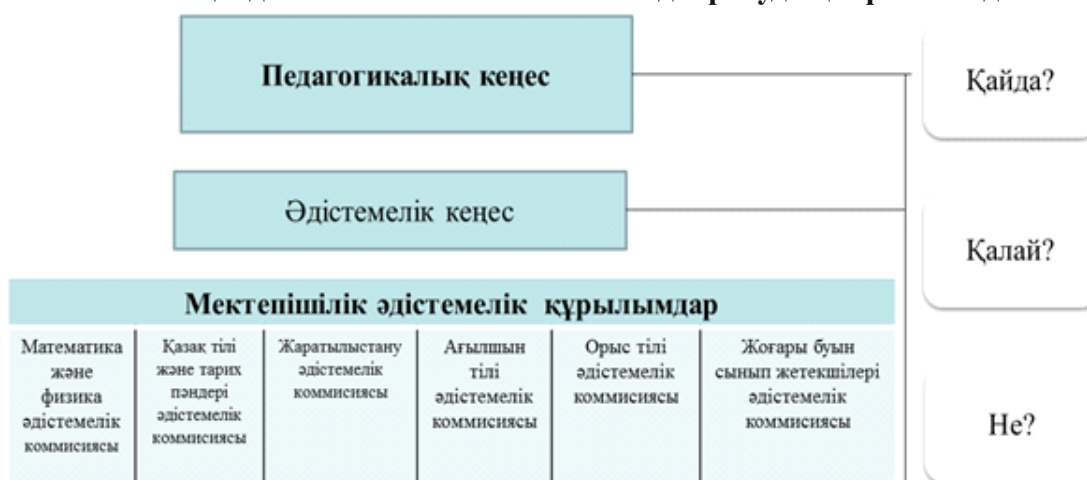 Педагогикалық кеңес
Қайда?
Әдістемелік кеңес
Қалай?
Мектепішілік әдістемелік құрылымдар
Математика
және
физика
әдістемелік
коммисиясы
Қазақ тілі
және тарих
пәндері
әдістемелік
коммисиясы
Жаратылыстану
әдістемелік
коммисиясы
Ағылшын
тілі
әдістемелік
коммисиясы
Орыс тілі
әдістемелік
коммисиясы
Жоғары буын
сынып жетекшілері
әдістемелік
коммисиясы
Не?